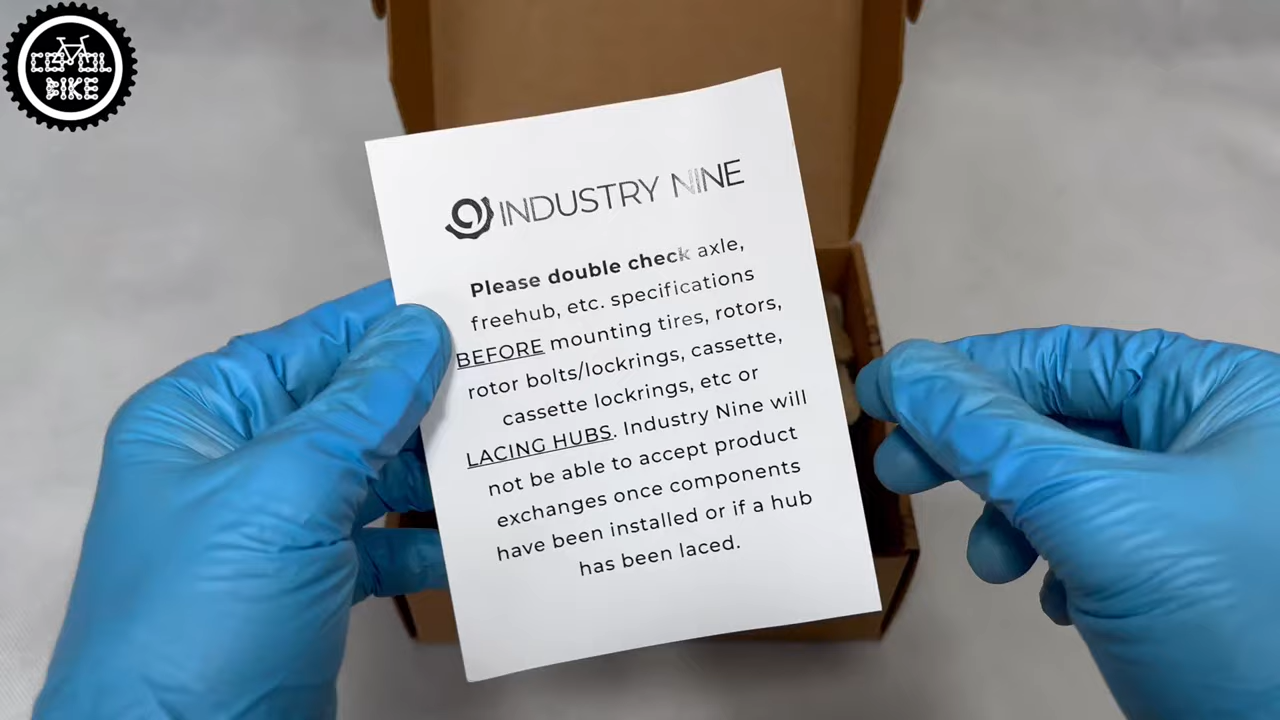 CEPOL
BIKE
INDUSTRY NINE
Please double check axle,
freehub, etc. specifications
BEFORE mounting tires, rotors,
rotor bolts/lockrings, cassette,
cassette lockrings, etc or
LACING HUBS. Industry Nine will
not be able to accept product
exchanges once components
have been installed or if a hub
has been laced.